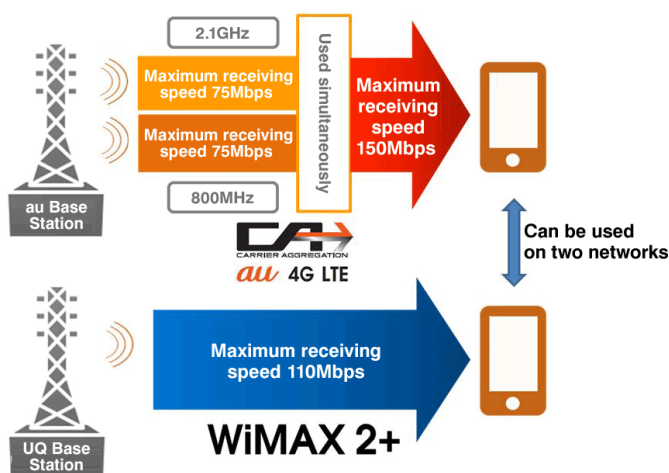 2.1GHz
Maximum receiving
speed 75Mbps
Maximum receiving
speed 75Mbps
800MHz
Used simultaneously
Maximum
receiving
speed
150Mbps
au Base
Station
CA
CARRIER AGGREGATION
au 4G LTE
Can be used
on two networks
Maximum receiving
speed 110Mbps
UQ Base
Station
WiMAX 2+